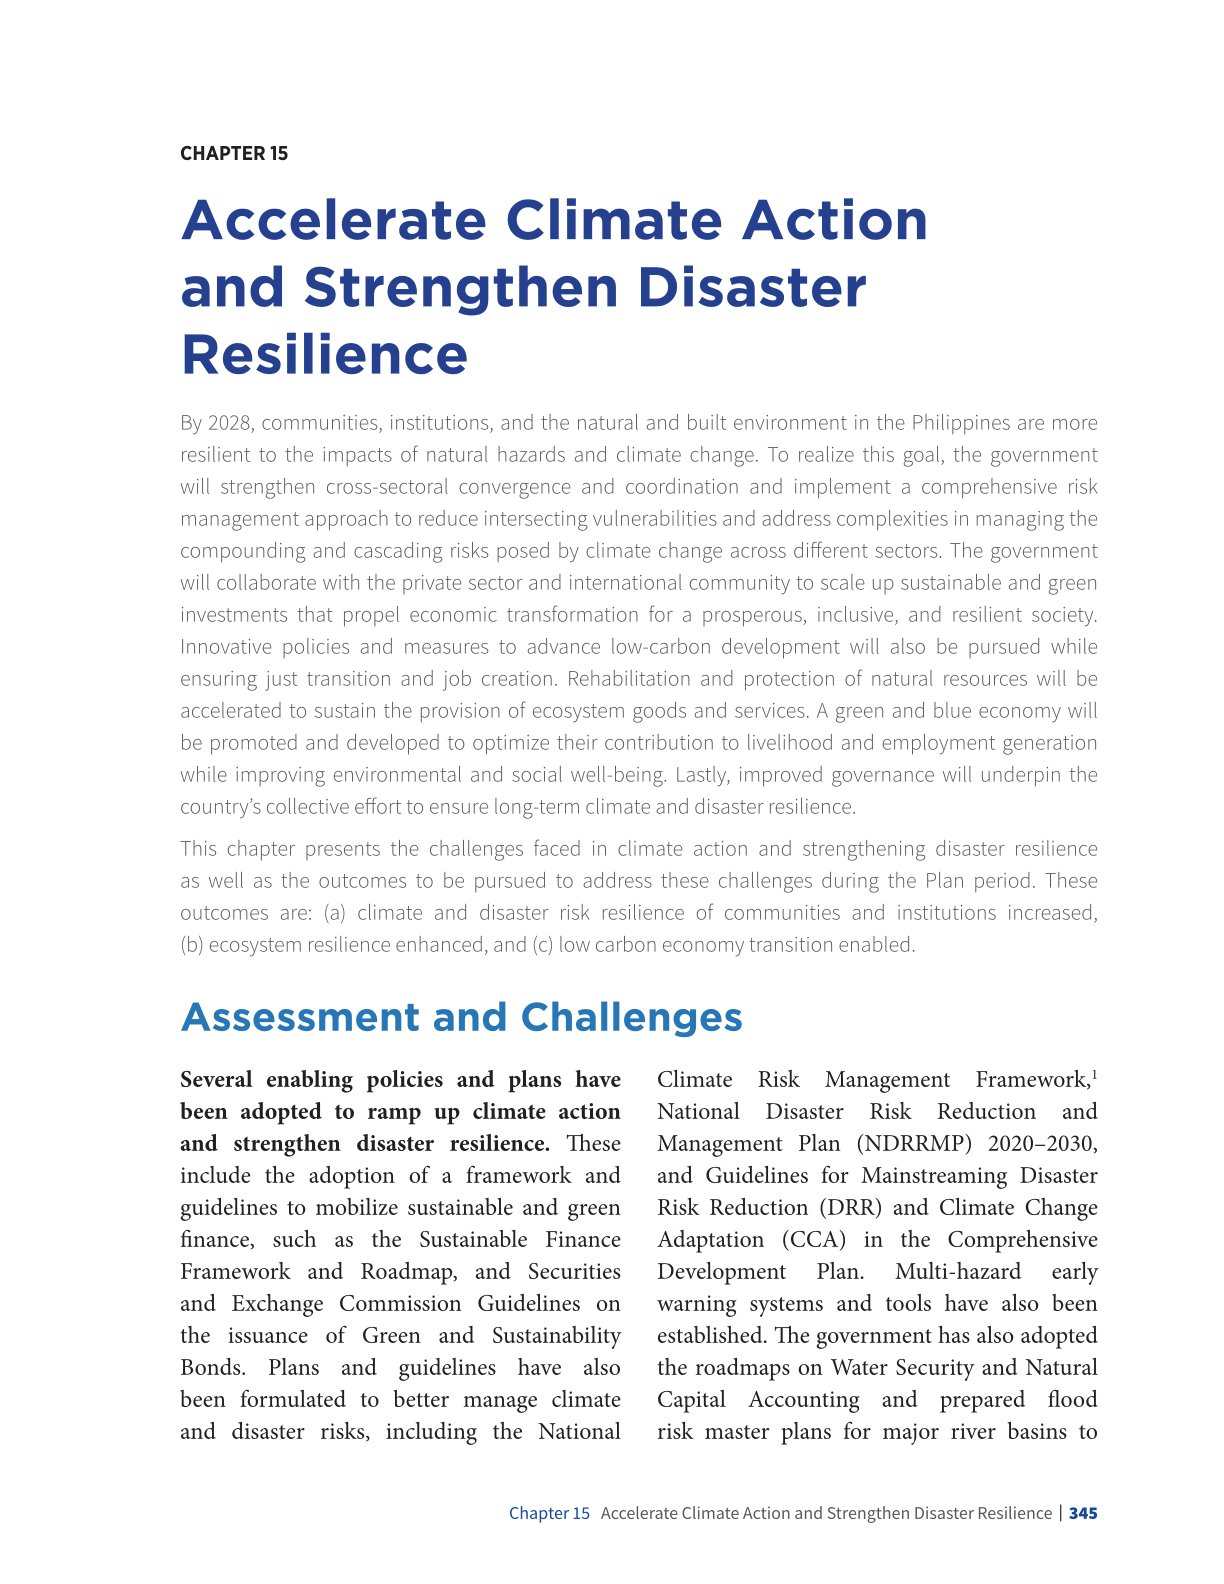 CHAPTER 15
Accelerate Climate Action
and Strengthen Disaster
Resilience
By 2028, communities, institutions, and the natural and built environment in the Philippines are more
resilient to the impacts of natural hazards and climate change. To realize this goal, the government
will strengthen cross-sectoral convergence and coordination and implement a comprehensive risk
management approach to reduce intersecting vulnerabilities and address complexities in managing the
compounding and cascading risks posed by climate change across different sectors. The government
will collaborate with the private sector and international community to scale up sustainable and green
investments that propel economic transformation for a prosperous, inclusive, and resilient society.
Innovative policies and measures to advance low-carbon development will also be pursued while
ensuring just transition and job creation. Rehabilitation and protection of natural resources will be
accelerated to sustain the provision of ecosystem goods and services. A green and blue economy will
be promoted and developed to optimize their contribution to livelihood and employment generation
while improving environmental and social well-being. Lastly, improved governance will underpin the
country’s collective effort to ensure long-term climate and disaster resilience.
This chapter presents the challenges faced in climate action and strengthening disaster resilience
as well as the outcomes to be pursued to address these challenges during the Plan period. These
outcomes are: (a) climate and disaster risk resilience of communities and institutions increased,
(b) ecosystem resilience enhanced, and (c) low carbon economy transition enabled.
Assessment and Challenges
Several enabling policies and plans have
been adopted to ramp up climate action
and strengthen disaster resilience. These
include the adoption of a framework and
guidelines to mobilize sustainable and green
finance, such as the Sustainable Finance
Framework and Roadmap, and Securities
and Exchange Commission Guidelines on
the issuance of Green and Sustainability
Bonds. Plans and guidelines have also
been formulated to better manage climate
and disaster risks, including the National
Climate Risk Management Framework,¹
National Disaster Risk Reduction and
Management Plan (NDRRMP) 2020–2030,
and Guidelines for Mainstreaming Disaster
Risk Reduction (DRR) and Climate Change
Adaptation (CCA) in the Comprehensive
Development Plan. Multi-hazard early
warning systems and tools have also been
established. The government has also adopted
the roadmaps on Water Security and Natural
Capital Accounting and prepared flood
risk master plans for major river basins to
Chapter 15 Accelerate Climate Action and Strengthen Disaster Resilience | 345